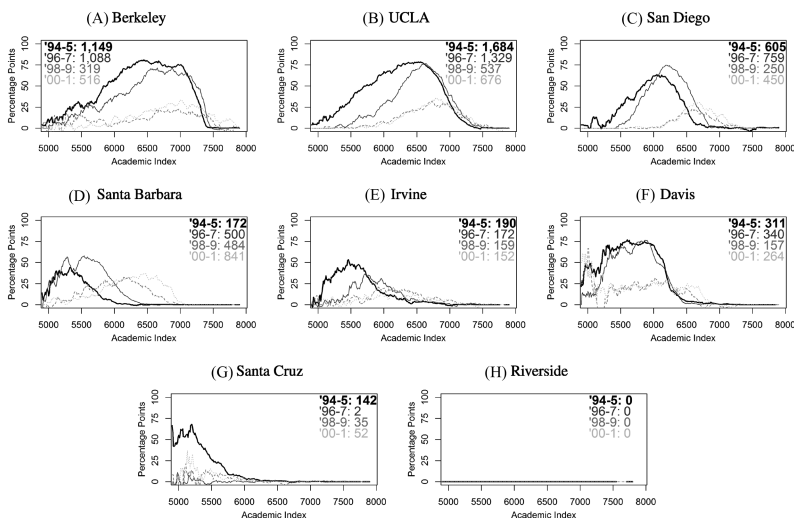 (A) Berkeley
'94-5: 1,149
'96-7: 1,088
'98-9: 319
'00-1: 516
Percentage Points
0 25 50 75 100
5000 5500 6000 6500 7000 7500 8000
Academic Index
(B) UCLA
'94-5: 1,684
'96-7: 1,329
'98-9: 537
'00-1: 676
Percentage Points
0 25 50 75 100
5000 5500 6000 6500 7000 7500 8000
Academic Index
(C) San Diego
'94-5: 605
'96-7: 759
'98-9: 250
'00-1: 450
Percentage Points
0 25 50 75 100
5000 5500 6000 6500 7000 7500 8000
Academic Index
(D) Santa Barbara
'94-5: 172
'96-7: 500
'98-9: 484
'00-1: 841
Percentage Points
0 25 50 75 100
5000 5500 6000 6500 7000 7500 8000
Academic Index
(E) Irvine
'94-5: 190
'96-7: 172
'98-9: 159
'00-1: 152
Percentage Points
0 25 50 75 100
5000 5500 6000 6500 7000 7500 8000
Academic Index
(F) Davis
'94-5: 311
'96-7: 340
'98-9: 157
'00-1: 264
Percentage Points
0 25 50 75 100
5000 5500 6000 6500 7000 7500 8000
Academic Index
(G) Santa Cruz
'94-5: 142
'96-7: 2
'98-9: 35
'00-1: 52
Percentage Points
0 25 50 75 100
5000 5500 6000 6500 7000 7500 8000
Academic Index
(H) Riverside
'94-5: 0
'96-7: 0
'98-9: 0
'00-1: 0
Percentage Points
0 25 50 75 100
5000 5500 6000 6500 7000 7500 8000
Academic Index